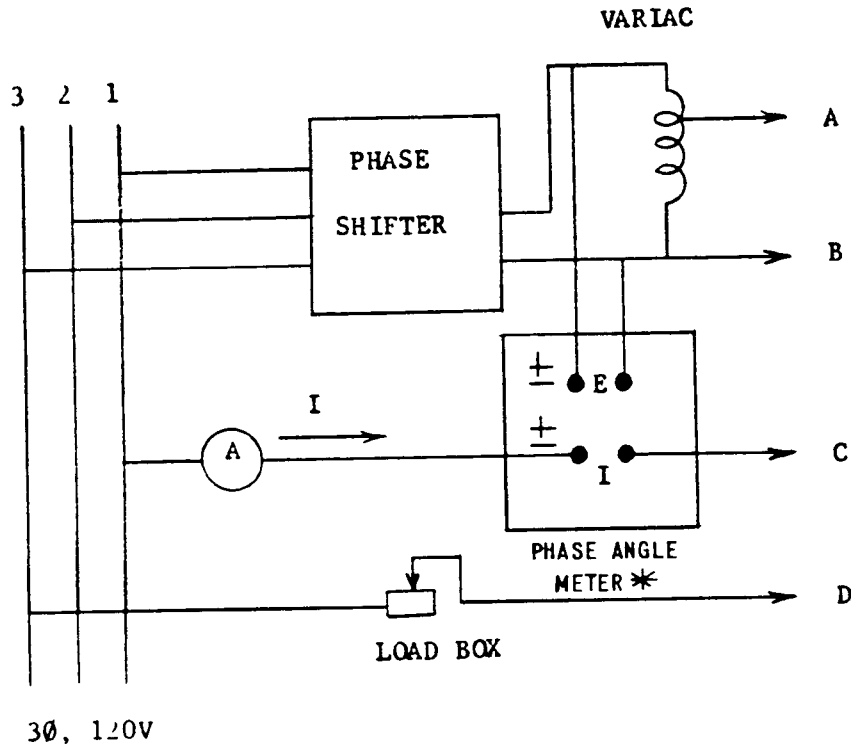 VARIAC
3 2 1
A
PHASE
SHIFTER
B
± E
I
±
A
I
C
PHASE ANGLE
METER *
D
LOAD BOX
3Ø, 120V